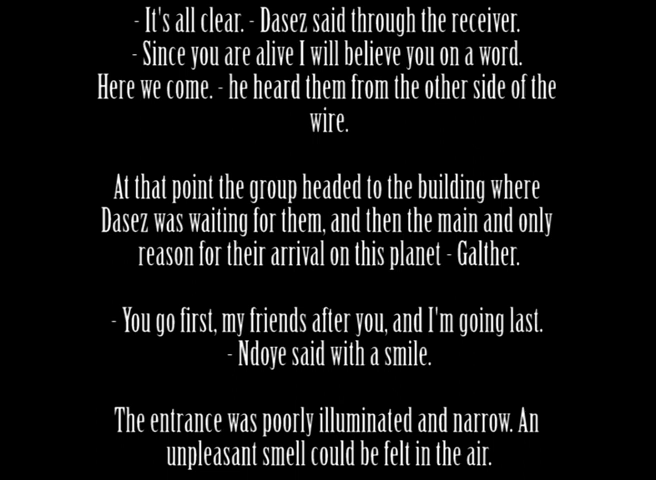 - It's all clear. - Dasez said through the receiver.
- Since you are alive I will believe you on a word.
Here we come. - he heard them from the other side of the
wire.
At that point the group headed to the building where
Dasez was waiting for them, and then the main and only
reason for their arrival on this planet - Galther.
- You go first, my friends after you, and I'm going last.
- Ndoye said with a smile.
The entrance was poorly illuminated and narrow. An
unpleasant smell could be felt in the air.